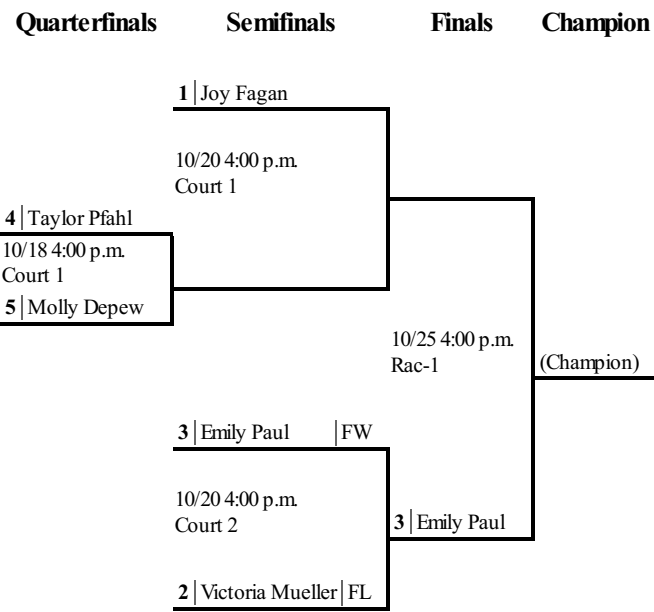 Quarterfinals Semifinals Finals Champion
1 Joy Fagan
10/20 4:00 p.m.
Court 1
4 Taylor Pfahl
10/18 4:00 p.m.
Court 1
5 Molly Depew
10/25 4:00 p.m.
Rac-1
(Champion)
3 Emily Paul FW
10/20 4:00 p.m.
Court 2
3 Emily Paul
2 Victoria Mueller FL